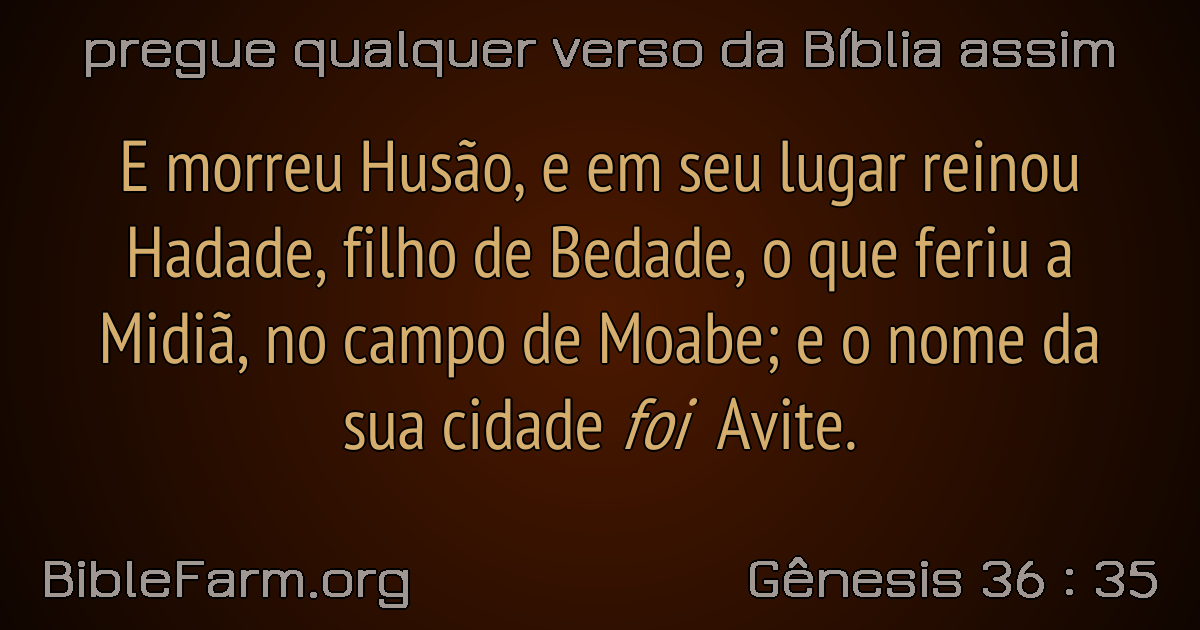 pregue qualquer verso da Bíblia assim
E morreu Husão, e em seu lugar reinou
Hadade, filho de Bedade, o que feriu a
Midiã, no campo de Moabe; e o nome da
sua cidade foi Avite.
BibleFarm.org
Gênesis 36 : 35